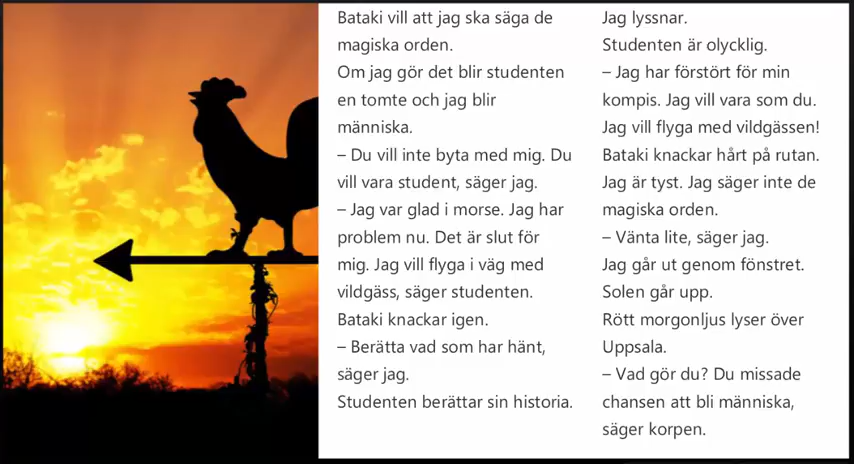 Bataki vill att jag ska säga de
magiska orden.
Om jag gör det blir studenten
en tomte och jag blir
människa.
– Du vill inte byta med mig. Du
vill vara student, säger jag.
– Jag var glad i morse. Jag har
problem nu. Det är slut för
mig. Jag vill flyga i väg med
vildgäss, säger studenten.
Bataki knackar igen.
– Berätta vad som har hänt,
säger jag.
Studenten berättar sin historia.
Jag lyssnar.
Studenten är olycklig.
– Jag har förstört för min
kompis. Jag vill vara som du.
Jag vill flyga med vildgässen!
Bataki knackar hårt på rutan.
Jag är tyst. Jag säger inte de
magiska orden.
– Vänta lite, säger jag.
Jag går ut genom fönstret.
Solen går upp.
Rött morgonljus lyser över
Uppsala.
– Vad gör du? Du missade
chansen att bli människa,
säger korpen.